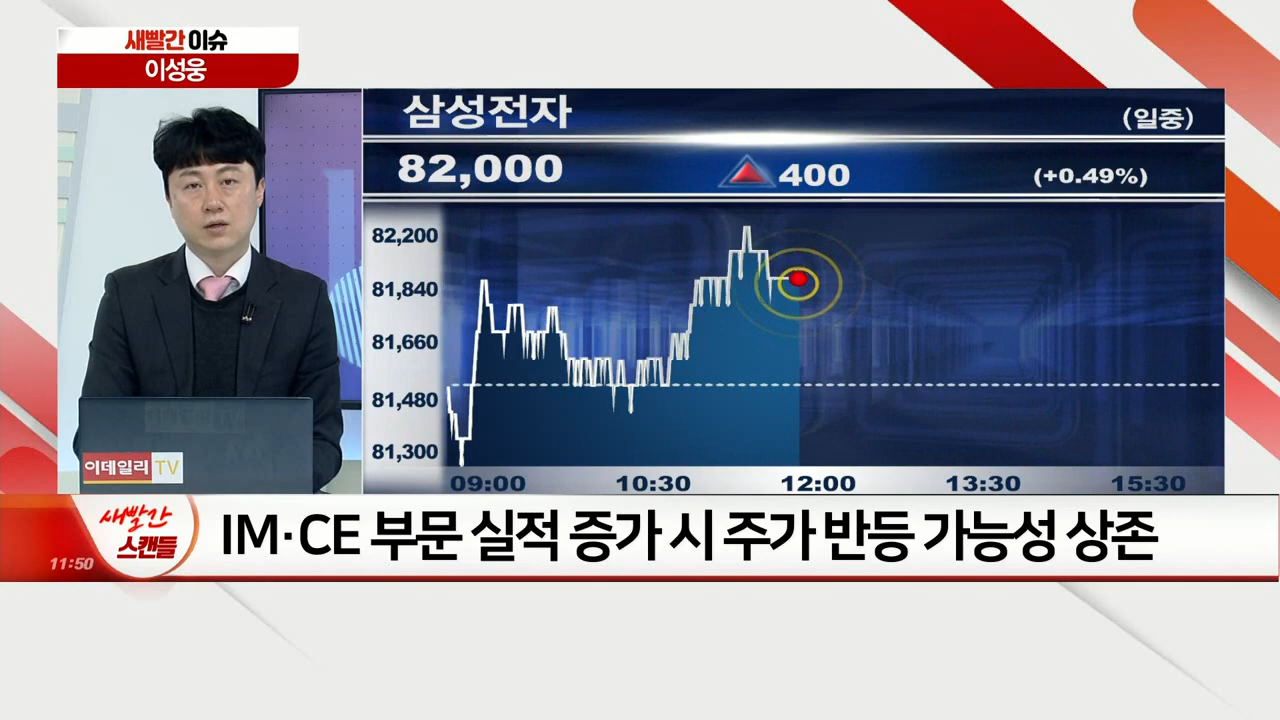 새빨간 이슈
이성웅
삼성전자
(일중)
82,000
400
(+0.49%)
82,200
81,840
81,660
81,480
81,300
09:00
10:30
12:00
13:30
15:30
이데일리 TV
새빨간
스캔들
11:50
IM·CE 부문 실적 증가 시 주가 반등 가능성 상존